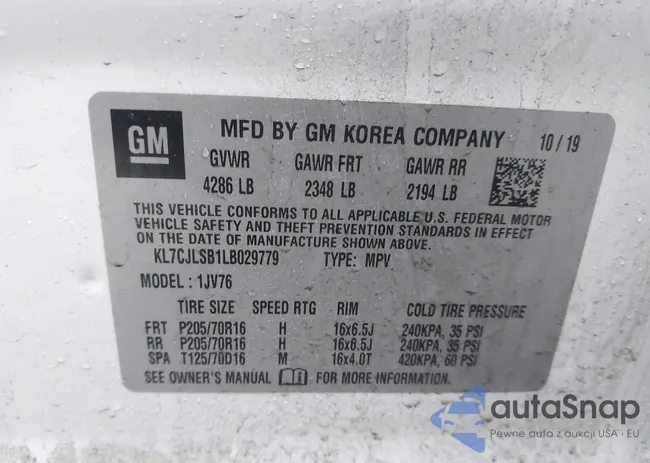 GM MFD BY GM KOREA COMPANY 10/19
GVWR GAWR FRT GAWR RR
4286 LB 2348 LB 2194 LB
THIS VEHICLE CONFORMS TO ALL APPLICABLE U.S. FEDERAL MOTOR
VEHICLE SAFETY AND THEFT PREVENTION STANDARDS IN EFFECT
ON THE DATE OF MANUFACTURE SHOWN ABOVE.
KL7CJLSB1LB029779 TYPE: MPV
MODEL: 1JV76
TIRE SIZE SPEED RTG RIM COLD TIRE PRESSURE
FRT P205/70R16 H 16x6.5J 240KPA, 35 PSI
RR P205/70R16 H 16x6.5J 240KPA, 35 PSI
SPA T125/70D16 M 16x4.0T 420KPA, 60 PSI
SEE OWNER'S MANUAL FOR MORE INFORMATION.
autaSnap
Pewne auta z aukcji USA i EU